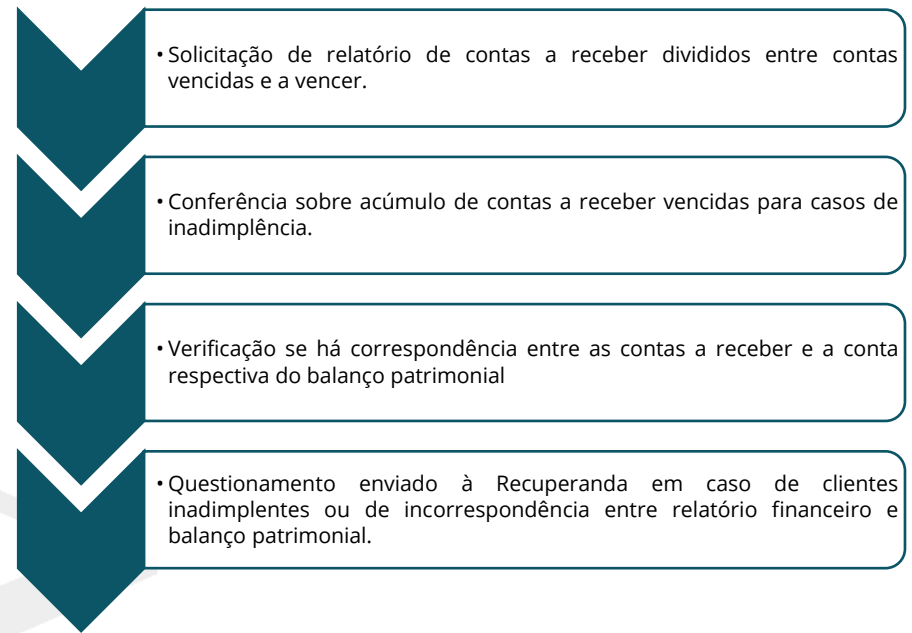 • Solicitação de relatório de contas a receber divididos entre contas
vencidas e a vencer.
• Conferência sobre acúmulo de contas a receber vencidas para casos de
inadimplência.
• Verificação se há correspondência entre as contas a receber e a conta
respectiva do balanço patrimonial
• Questionamento enviado à Recuperanda em caso de clientes
inadimplentes ou de incorrespondência entre relatório financeiro e
balanço patrimonial.